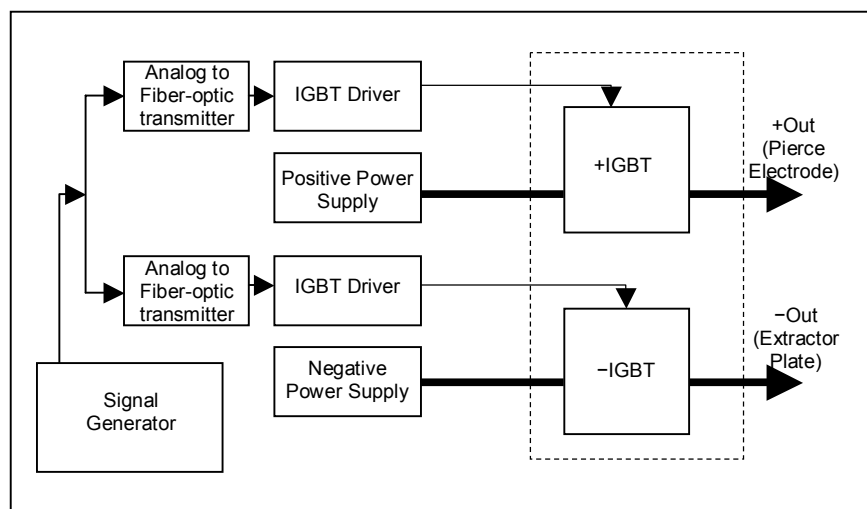 Analog to
Fiber-optic
transmitter
IGBT Driver
Positive Power
Supply
+IGBT
+Out
(Pierce
Electrode)
Analog to
Fiber-optic
transmitter
IGBT Driver
Negative
Power Supply
−IGBT
−Out
(Extractor
Plate)
Signal
Generator